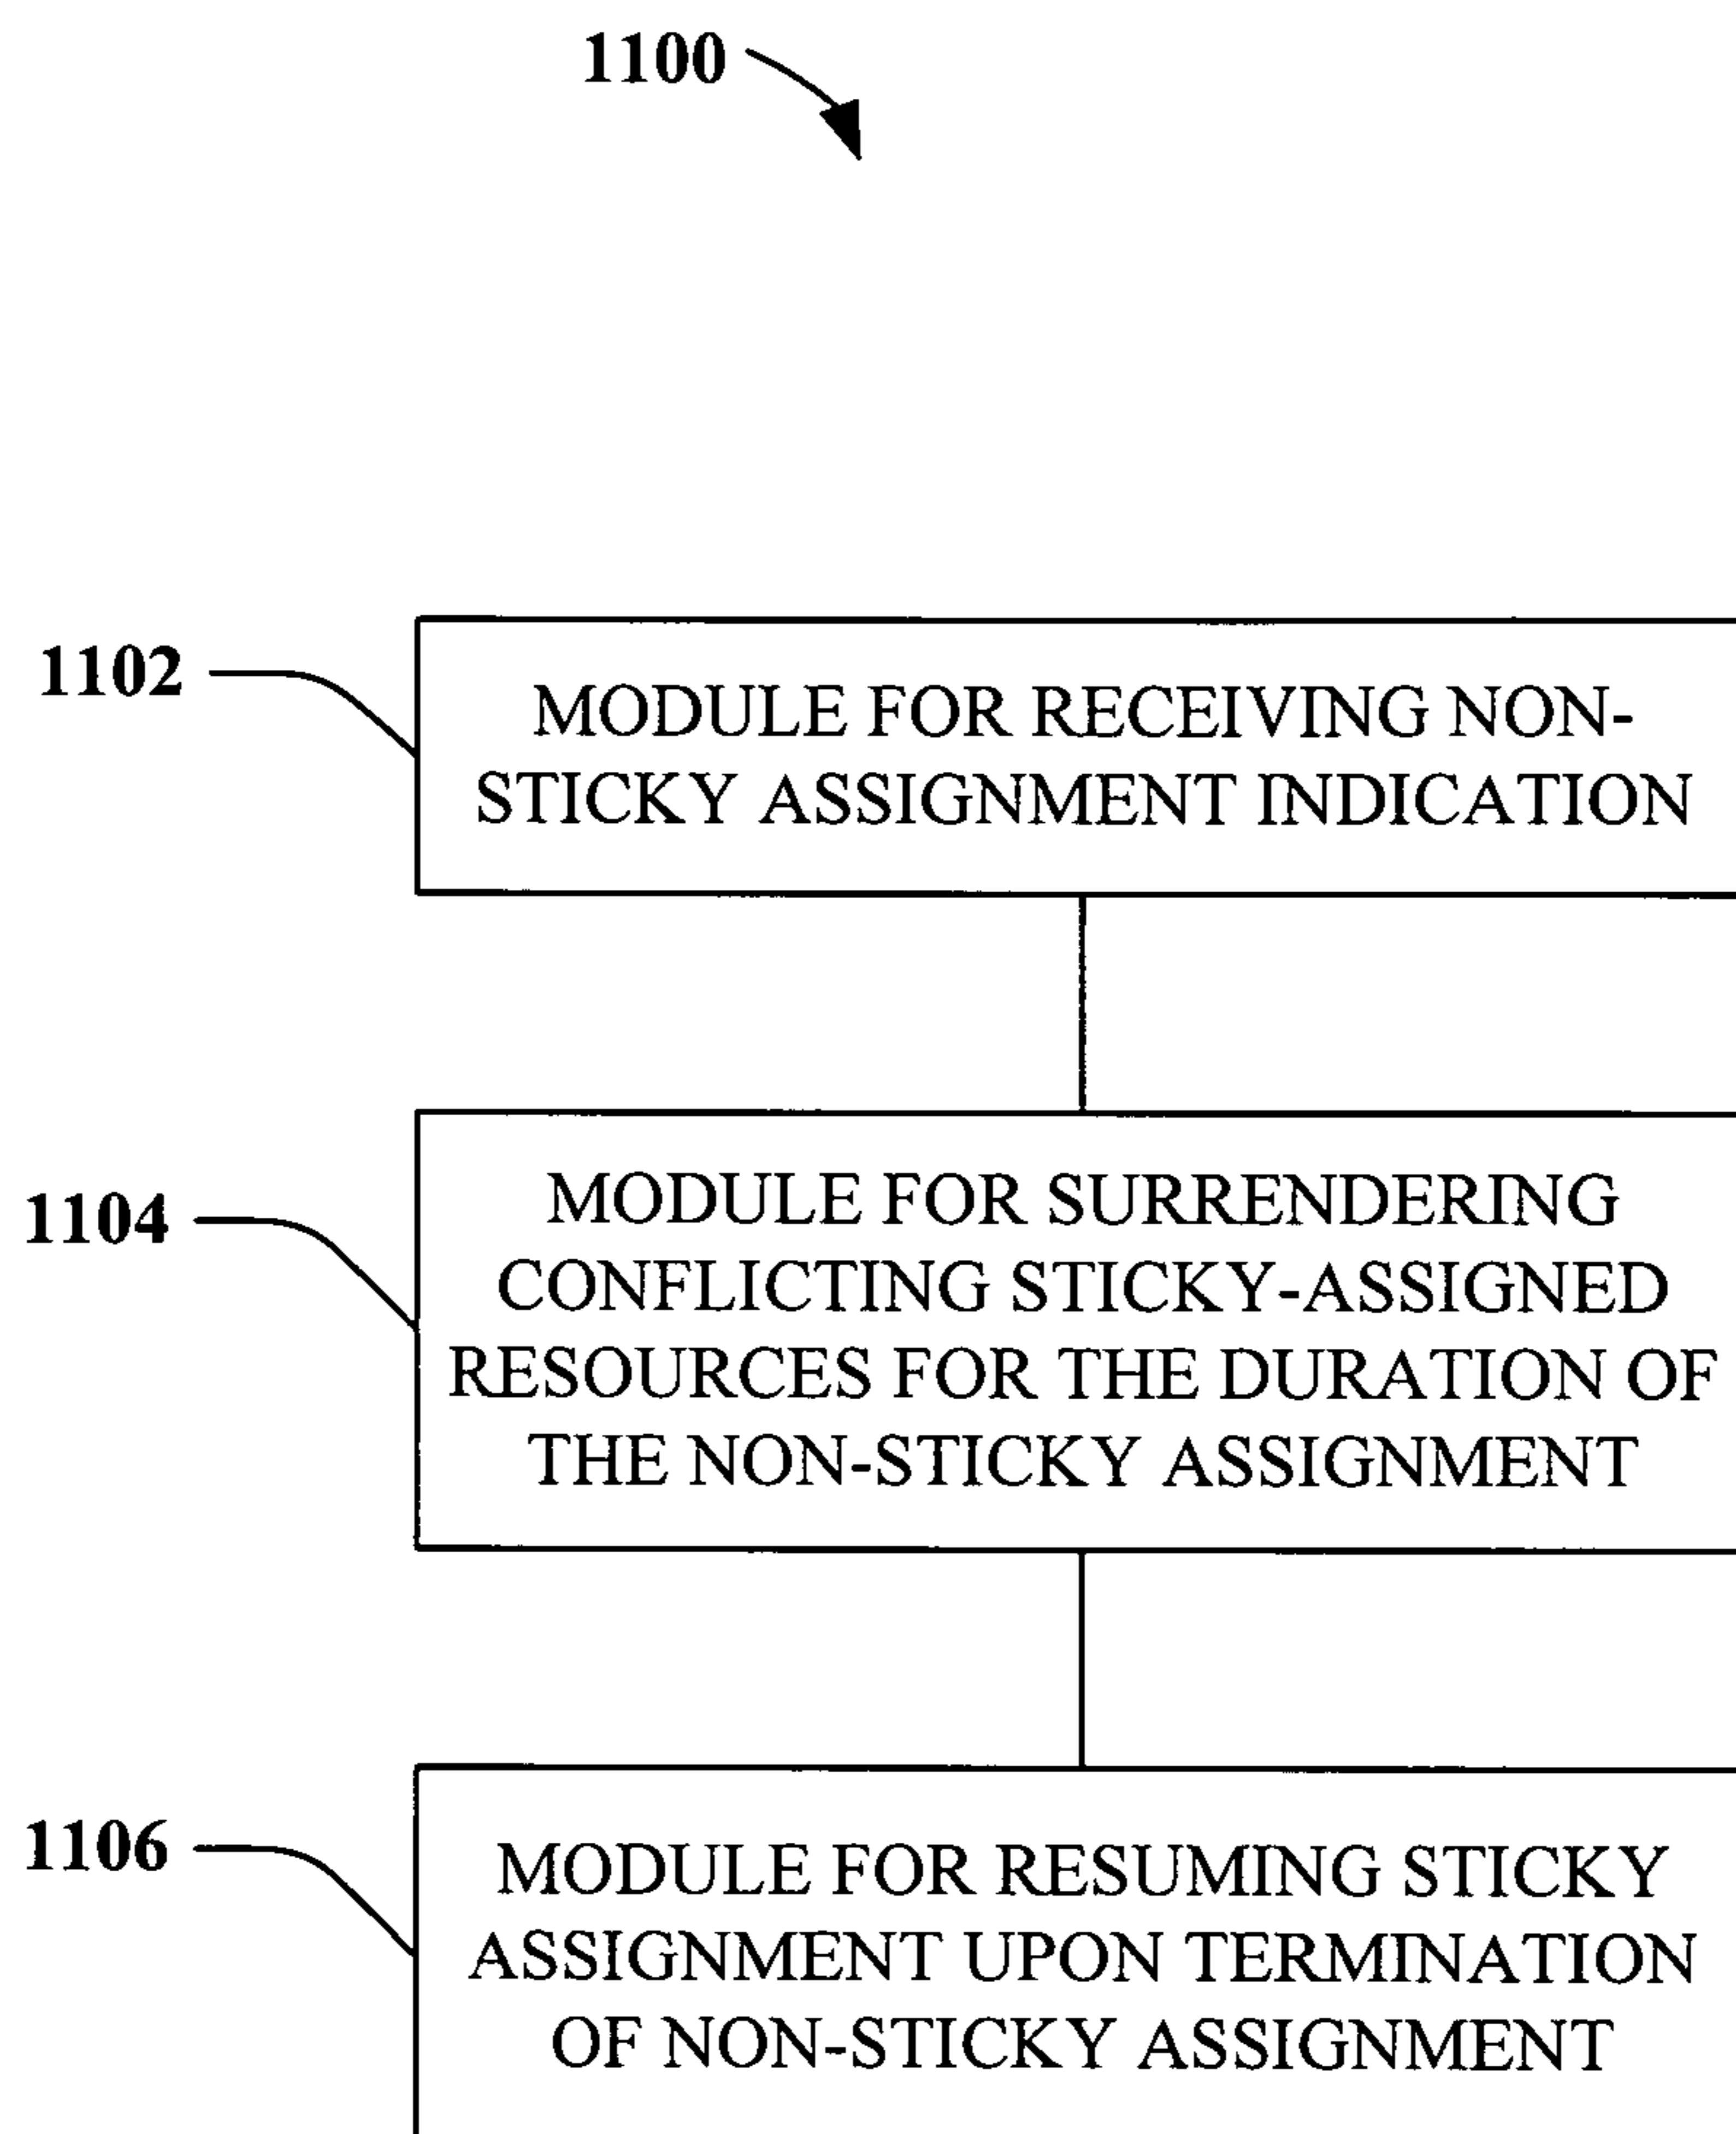 1100
1102
MODULE FOR RECEIVING NON-
STICKY ASSIGNMENT INDICATION
1104
MODULE FOR SURRENDERING
CONFLICTING STICKY-ASSIGNED
RESOURCES FOR THE DURATION OF
THE NON-STICKY ASSIGNMENT
1106
MODULE FOR RESUMING STICKY
ASSIGNMENT UPON TERMINATION
OF NON-STICKY ASSIGNMENT